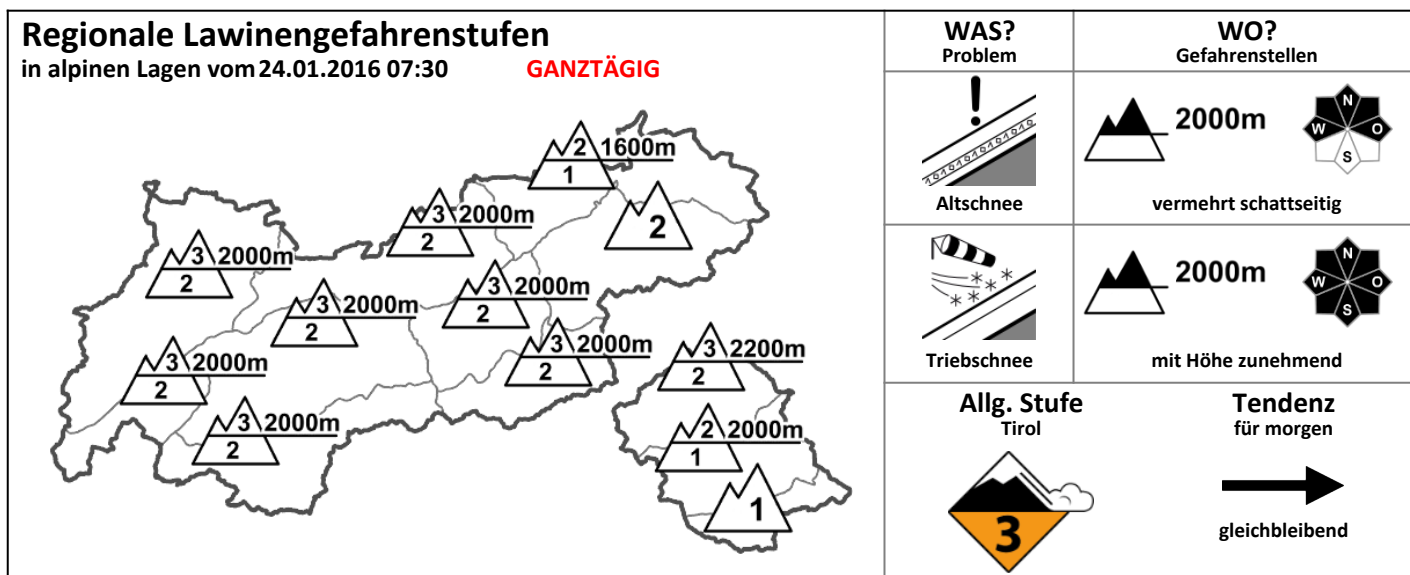 Regionale Lawinengefahrenstufen
in alpinen Lagen vom 24.01.2016 07:30 GANZTÄGIG
2 1600m
1
3 2000m
2
2
3 2000m
2
3 2000m
2
3 2000m
2
3 2000m
2
3 2000m
2
3 2200m
2
3 2000m
2
2 2000m
1
1
WAS?
Problem
WO?
Gefahrenstellen
!
Altschnee
2000m
N
W O
S
vermehrt schattseitig
Triebschnee
2000m
N
W O
S
mit Höhe zunehmend
Allg. Stufe
Tirol
3
Tendenz
für morgen
gleichbleibend